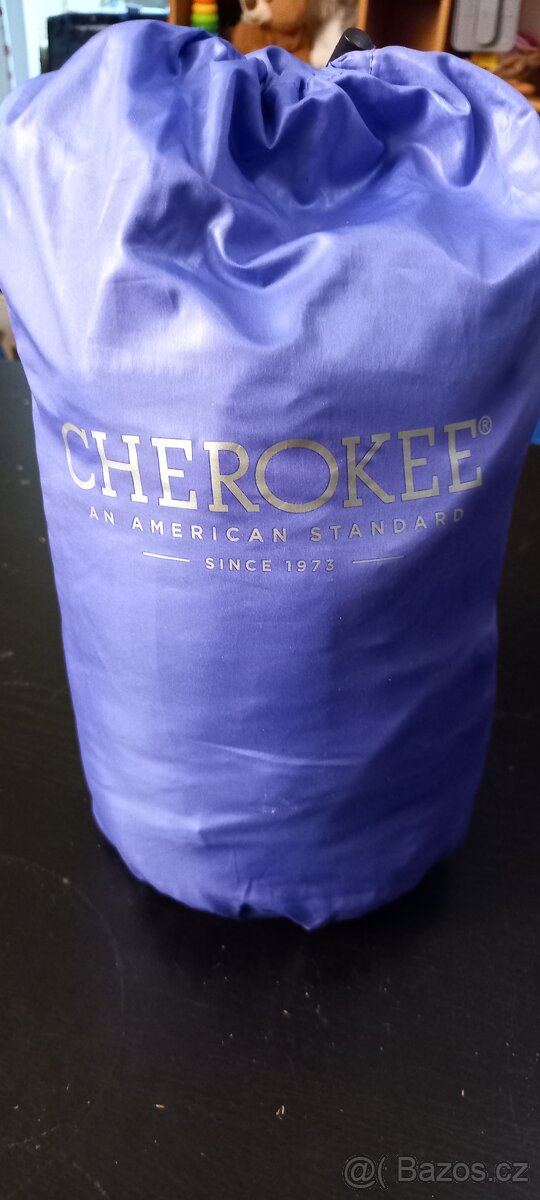 CHEROKEE®
AN AMERICAN STANDARD
SINCE 1973
@( Bazos.cz